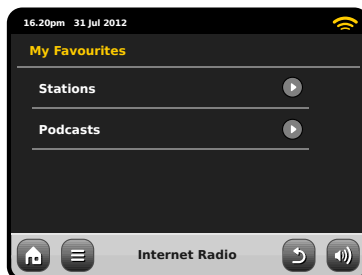 16.20pm 31 Jul 2012
My Favourites
Stations
Podcasts
Internet Radio